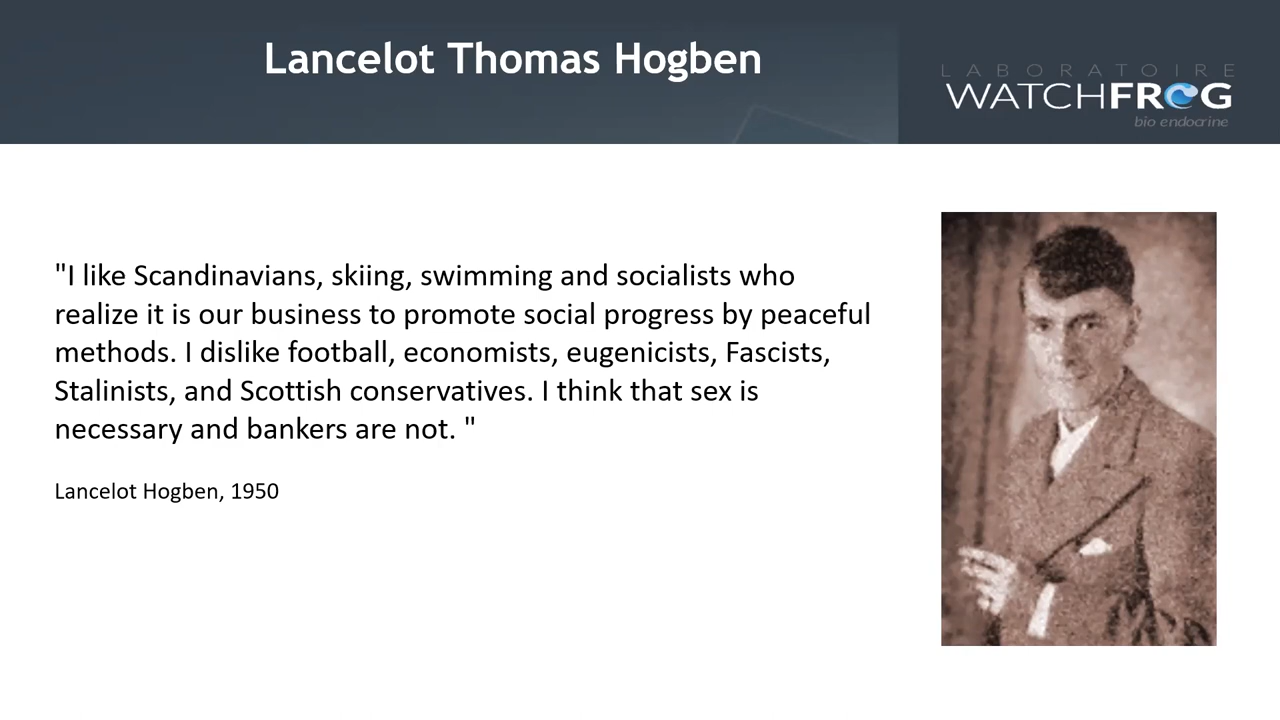 Lancelot Thomas Hogben
LABORATOIRE
WATCHFROG
bio endocrine
"I like Scandinavians, skiing, swimming and socialists who
realize it is our business to promote social progress by peaceful
methods. I dislike football, economists, eugenicists, Fascists,
Stalinists, and Scottish conservatives. I think that sex is
necessary and bankers are not. "
Lancelot Hogben, 1950